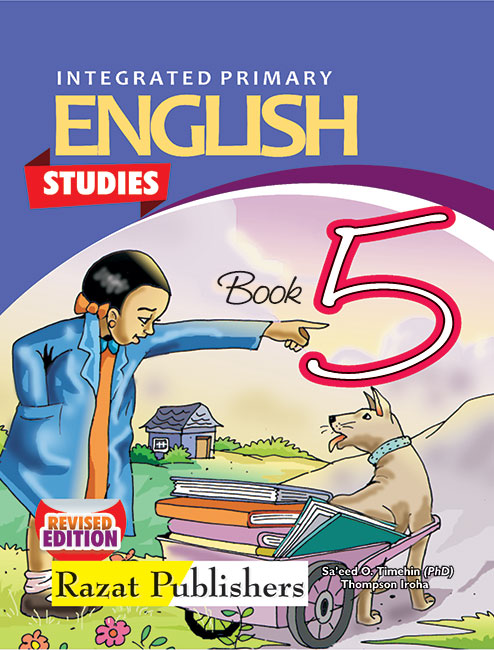 INTEGRATED PRIMARY
ENGLISH
STUDIES
Book 5
REVISED
EDITION
Razat Publishers
Sa'eed O. Timehin (PhD)
Thompson Iroha